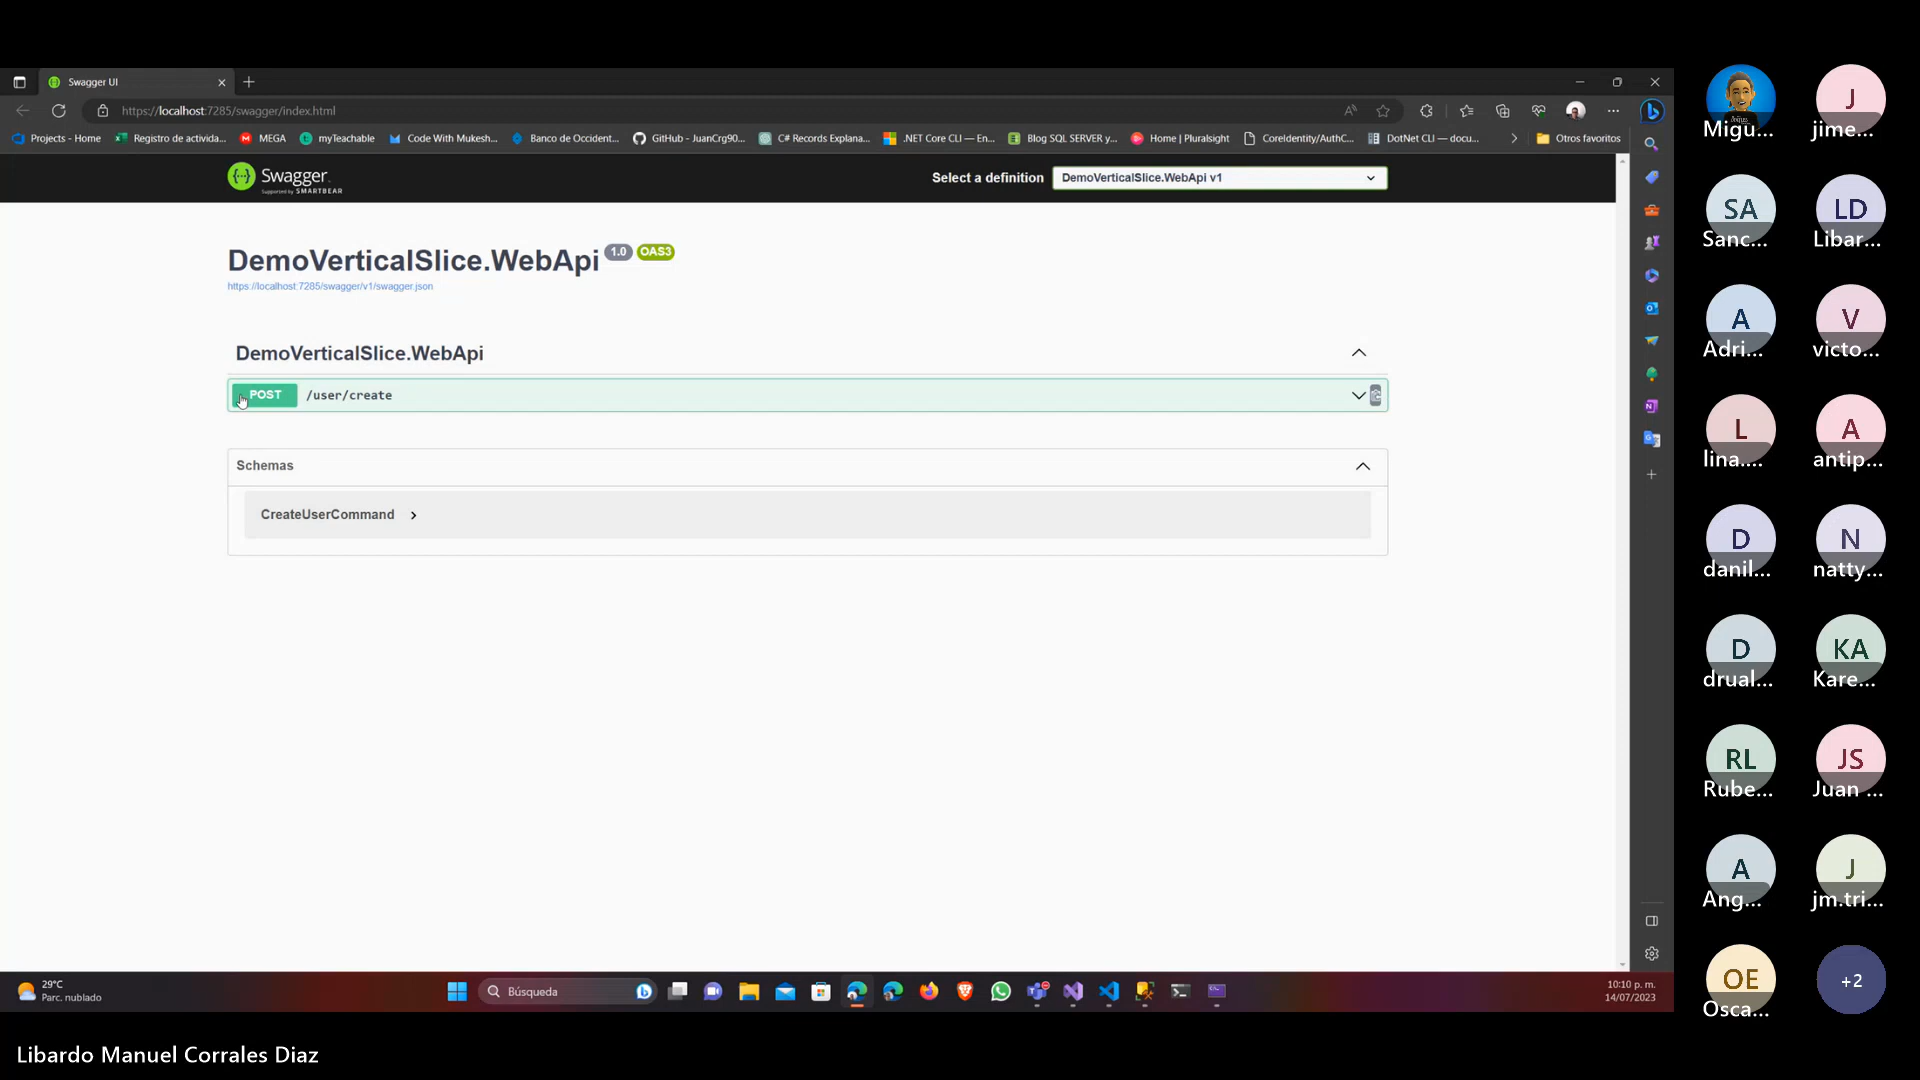 Swagger UI
https://localhost:7285/swagger/index.html
Projects - Home
Registro de activida...
MEGA
myTeachable
Code With Mukesh...
Banco de Occident...
GitHub - JuanCrg90...
C# Records Explana...
.NET Core CLI — En...
Blog SQL SERVER y...
Home | Pluralsight
CoreIdentity/AuthC...
DotNet CLI — docu...
Otros favoritos
Swagger
Supported by SMARTBEAR
Select a definition
DemoVerticalSlice.WebApi v1
DemoVerticalSlice.WebApi 1.0 OAS3
https://localhost:7285/swagger/v1/swagger.json
DemoVerticalSlice.WebApi
POST /user/create
Schemas
CreateUserCommand
29°C
Parc. nublado
Búsqueda
10:10 p. m.
14/07/2023
Migu...
J
jime...
SA
Sanc...
LD
Libar...
A
Adri...
V
victo...
L
lina....
A
antip...
D
danil...
N
natty...
D
drual...
KA
Kare...
RL
Rube...
JS
Juan ...
A
Ang...
J
jm.tri...
OE
Osca...
+2
Libardo Manuel Corrales Diaz